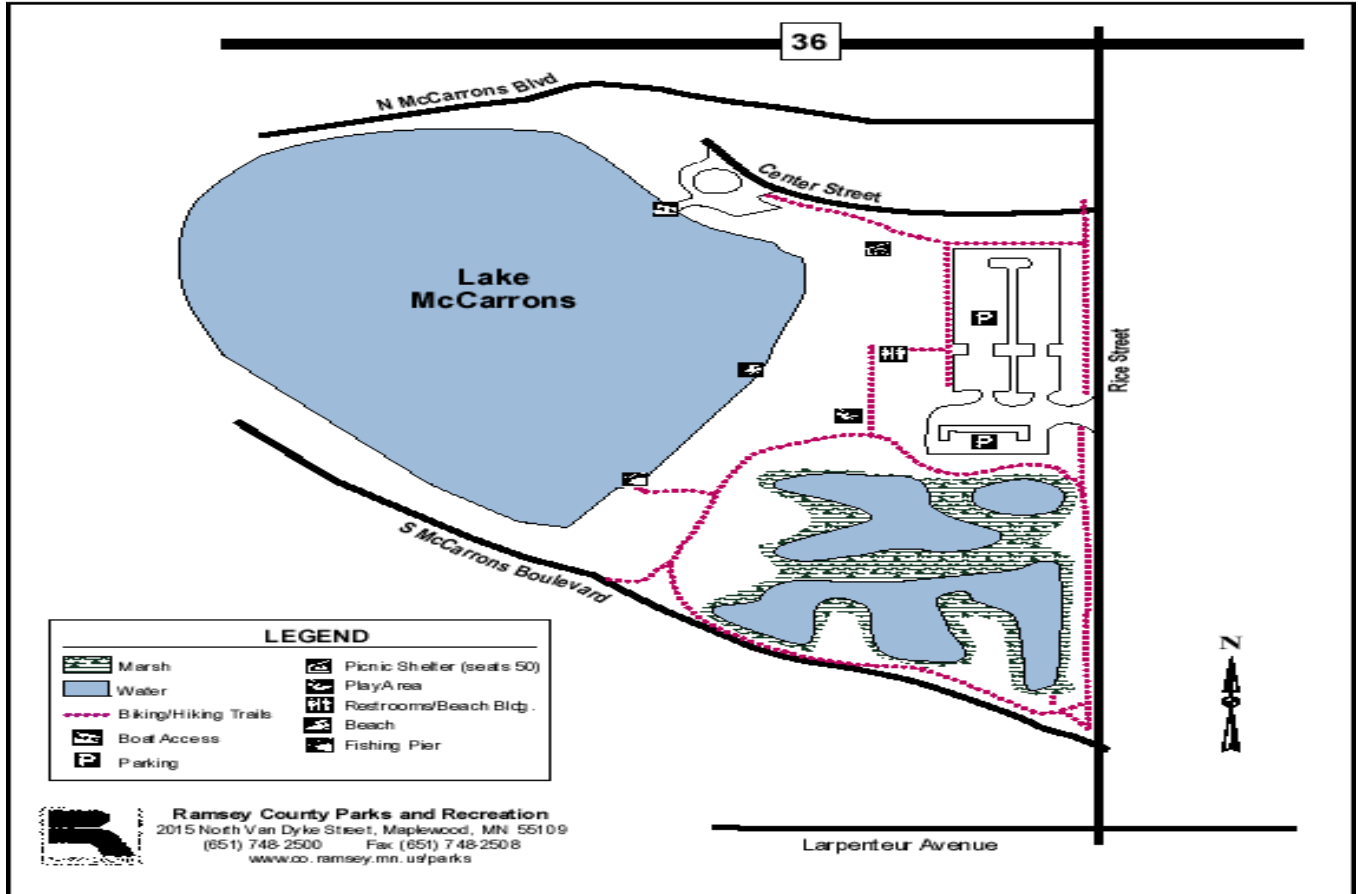 36
N McCarrons Blvd
Center Street
Lake
McCarrons
P
Rice Street
P
S McCarrons Boulevard
N
LEGEND
Marsh
Water
Biking/Hiking Trails
Boat Access
P Parking
Picnic Shelter (seats 50)
Play Area
Restrooms/Beach Bldg.
Beach
Fishing Pier
Ramsey County Parks and Recreation
2015 North Van Dyke Street, Maplewood, MN 55109
(651) 748-2500 Fax (651) 748-2508
www.co.ramsey.mn.us/parks
Larpenteur Avenue